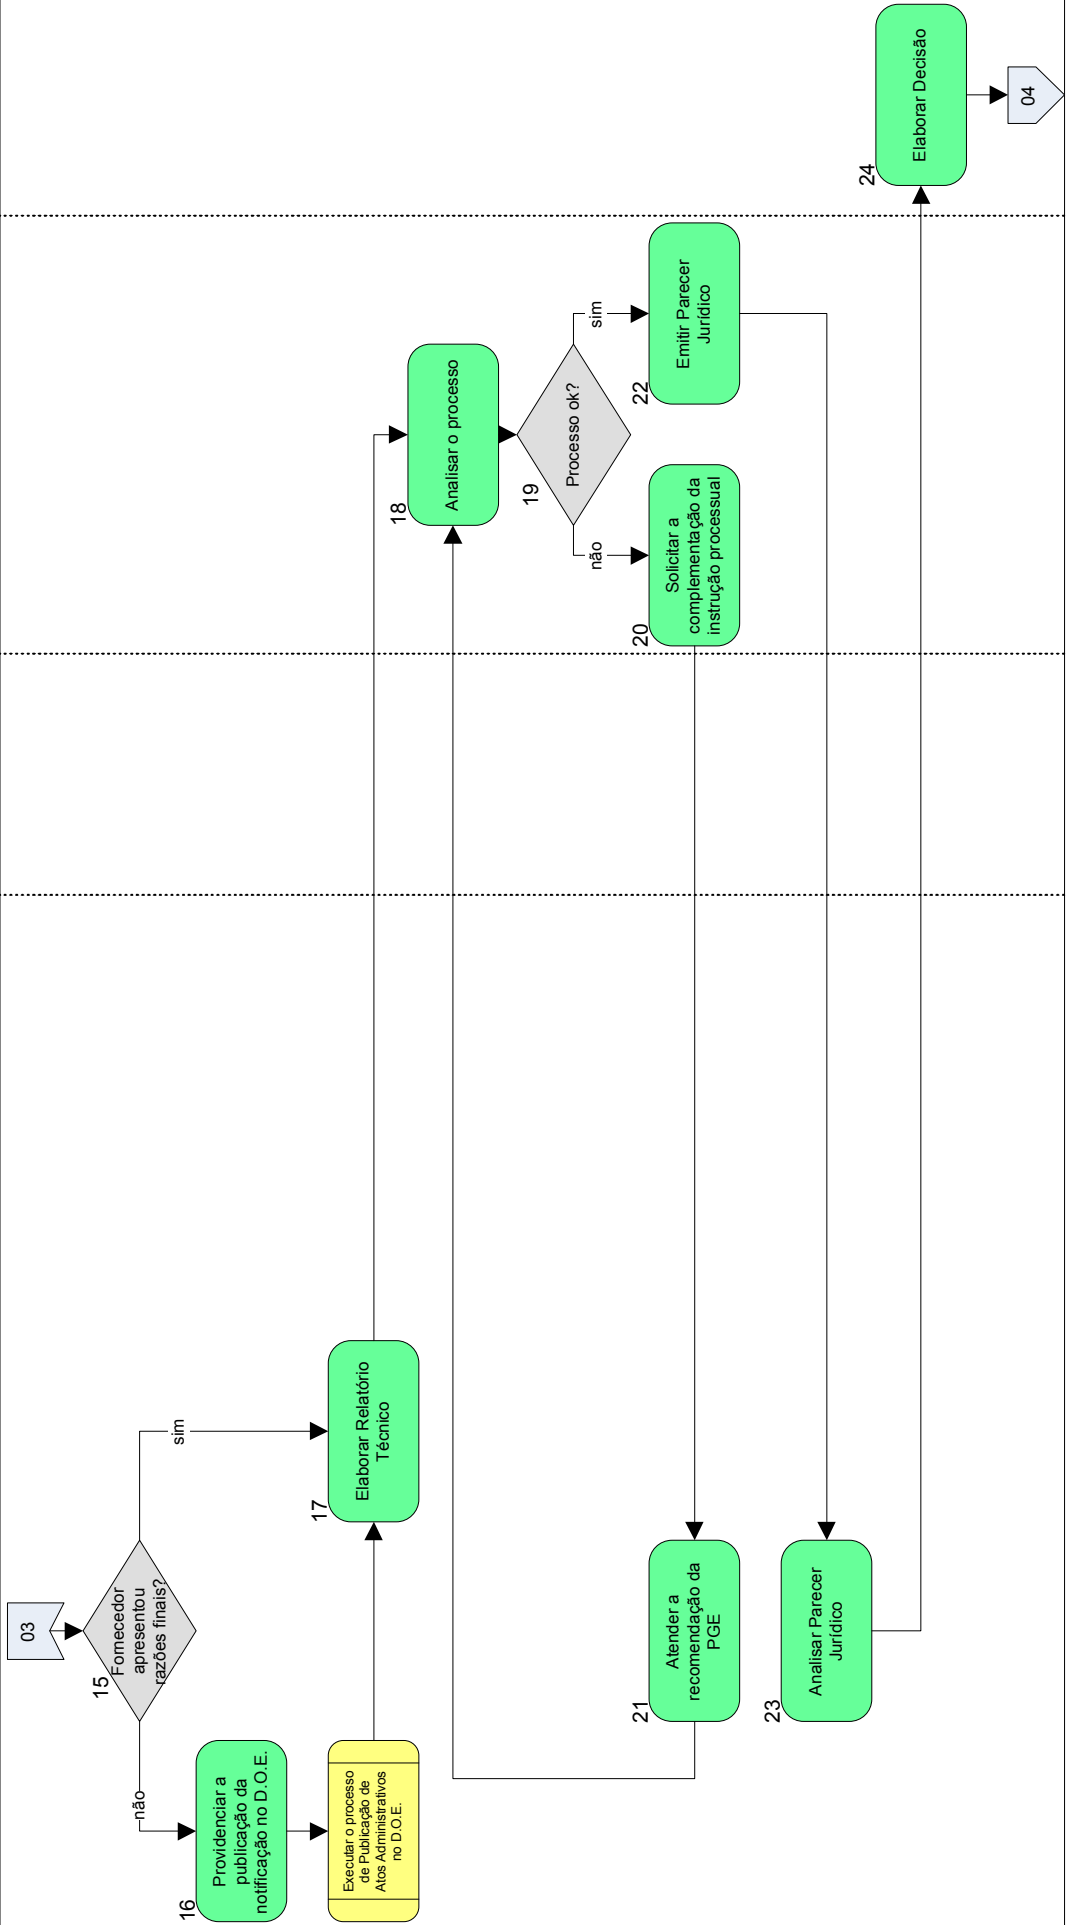 03
15
Fornecedor
apresentou
razões finais?
não
sim
16
Providenciar a
publicação da
notificação no D.O.E.
Executar o processo
de Publicação de
Atos Administrativos
no D.O.E.
17
Elaborar Relatório
Técnico
18
Analisar o processo
19
Processo ok?
não
sim
20
Solicitar a
complementação da
instrução processual
22
Emitir Parecer
Jurídico
21
Atender a
recomendação da
PGE
23
Analisar Parecer
Jurídico
24
Elaborar Decisão
04